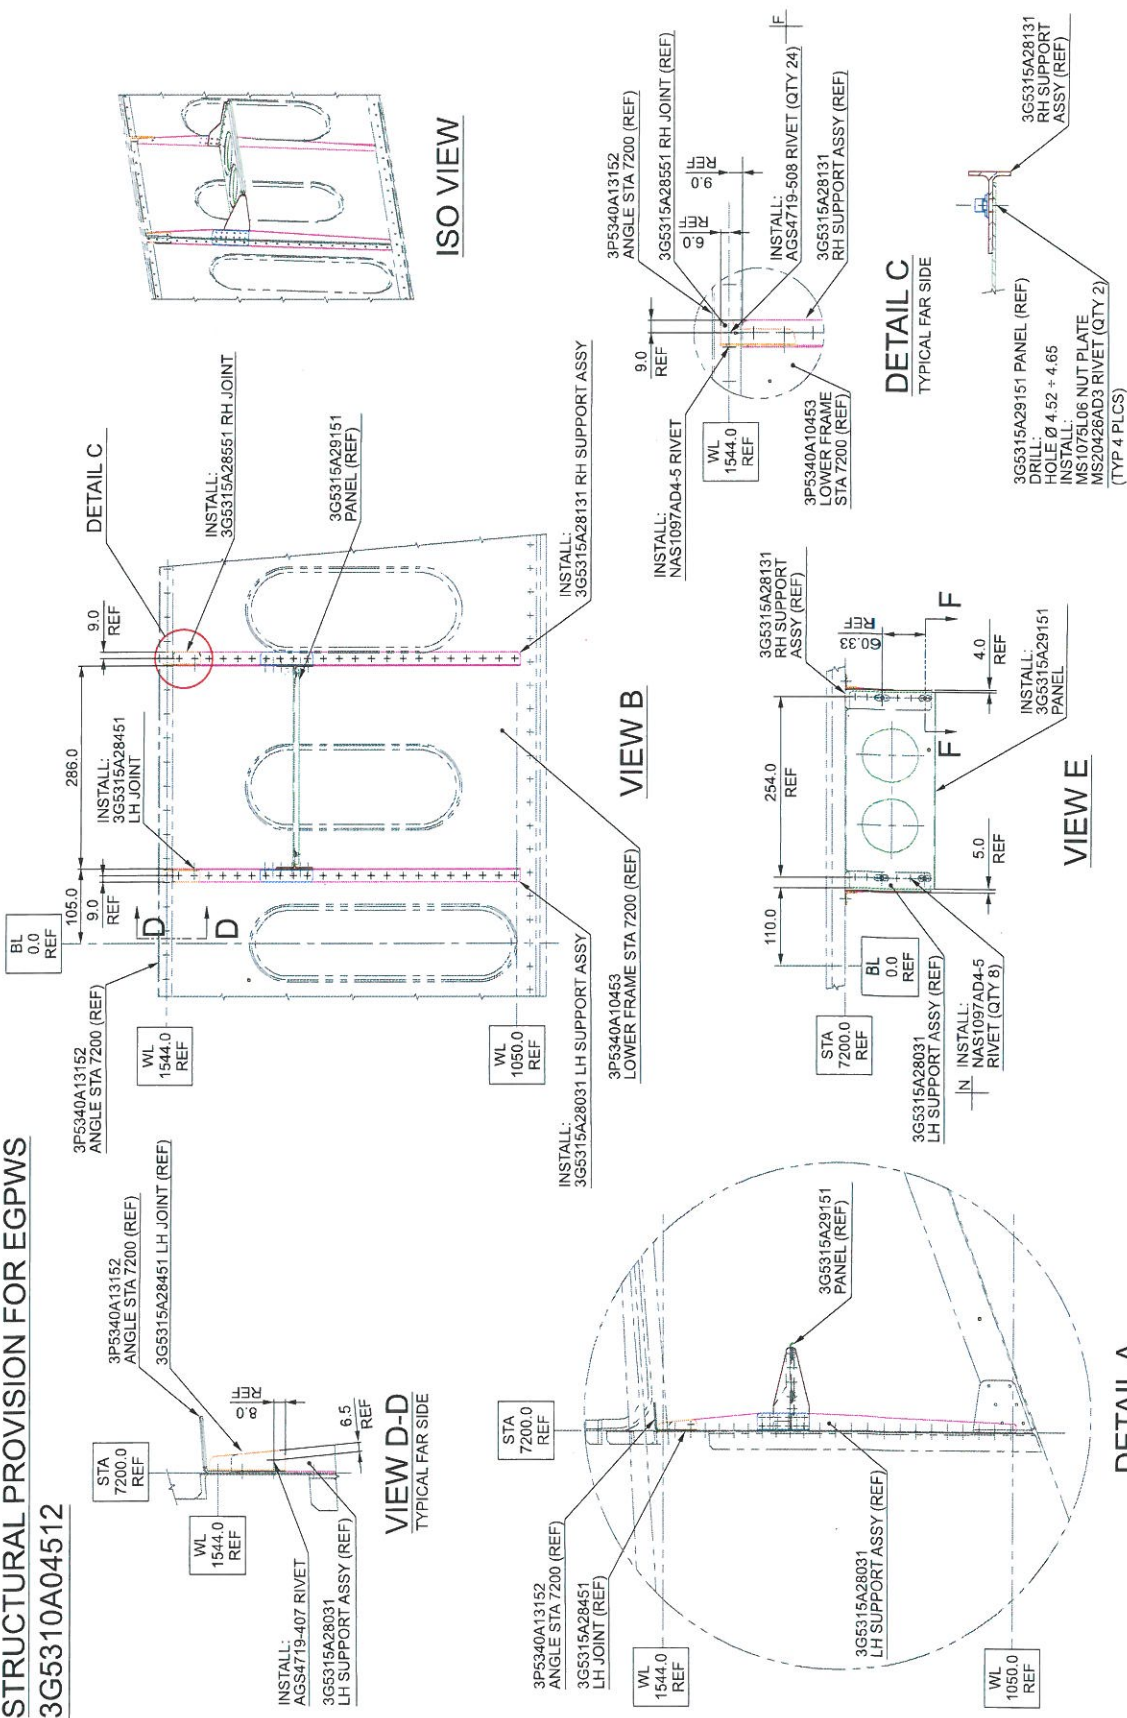 STRUCTURAL PROVISION FOR EGPWS
3G5310A04512
3P5340A13152
ANGLE STA 7200 (REF)
3G5315A28451 LH JOINT (REF)
STA
7200.0
REF
WL
1544.0
REF
8.0
REF
6.5
REF
INSTALL:
AGS4719-407 RIVET
3G5315A28031
LH SUPPORT ASSY (REF)
VIEW D-D
TYPICAL FAR SIDE
3P5340A13152
ANGLE STA 7200 (REF)
BL
0.0
REF
WL
1544.0
REF
105.0
9.0
REF
D
D
INSTALL:
3G5315A28451
LH JOINT
286.0
9.0
REF
DETAIL C
INSTALL:
3G5315A28551 RH JOINT
3G5315A29151
PANEL (REF)
INSTALL:
3G5315A28131 RH SUPPORT ASSY
WL
1050.0
REF
INSTALL:
3G5315A28031 LH SUPPORT ASSY
3P5340A10453
LOWER FRAME STA 7200 (REF)
VIEW B
ISO VIEW
STA
7200.0
REF
3P5340A13152
ANGLE STA 7200 (REF)
3G5315A28451
LH JOINT (REF)
WL
1544.0
REF
3G5315A29151
PANEL (REF)
3G5315A28031
LH SUPPORT ASSY (REF)
WL
1050.0
REF
DETAIL A
STA
7200.0
REF
BL
0.0
REF
110.0
254.0
REF
5.0
REF
4.0
REF
60.33
REF
3G5315A28131
RH SUPPORT
ASSY (REF)
F
F
3G5315A28031
LH SUPPORT ASSY (REF)
N
INSTALL:
NAS1097AD4-5
RIVET (QTY 8)
INSTALL:
3G5315A29151
PANEL
VIEW E
INSTALL:
NAS1097AD4-5 RIVET
WL
1544.0
REF
9.0
REF
6.0
REF
9.0
REF
3P5340A13152
ANGLE STA 7200 (REF)
3G5315A28551 RH JOINT (REF)
INSTALL:
AGS4719-508 RIVET (QTY 24)
F
3G5315A28131
RH SUPPORT ASSY (REF)
3P5340A10453
LOWER FRAME
STA 7200 (REF)
DETAIL C
TYPICAL FAR SIDE
3G5315A29151 PANEL (REF)
DRILL:
HOLE Ø 4.52 ÷ 4.65
INSTALL:
MS1075L06 NUT PLATE
MS20426AD3 RIVET (QTY 2)
(TYP 4 PLCS)
3G5315A28131
RH SUPPORT
ASSY (REF)